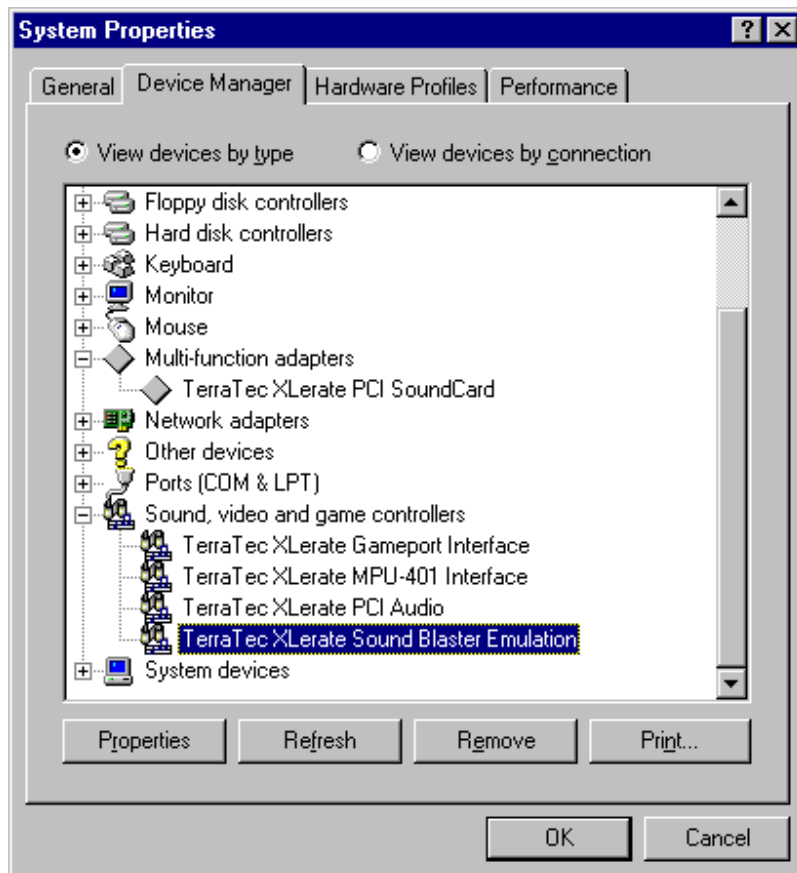 System Properties
General Device Manager Hardware Profiles Performance
View devices by type View devices by connection
Floppy disk controllers
Hard disk controllers
Keyboard
Monitor
Mouse
Multi-function adapters
TerraTec XLerate PCI SoundCard
Network adapters
Other devices
Ports (COM & LPT)
Sound, video and game controllers
TerraTec XLerate Gameport Interface
TerraTec XLerate MPU-401 Interface
TerraTec XLerate PCI Audio
TerraTec XLerate Sound Blaster Emulation
System devices
Properties Refresh Remove Print...
OK Cancel